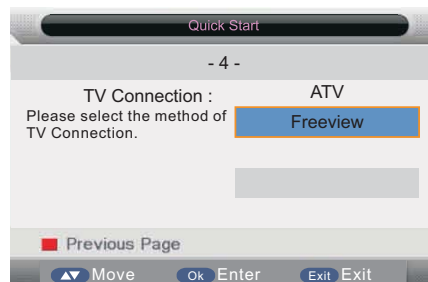 Quick Start
- 4 -
TV Connection : ATV
Please select the method of
TV Connection.
Freeview
Previous Page
▲▼ Move Ok Enter Exit Exit